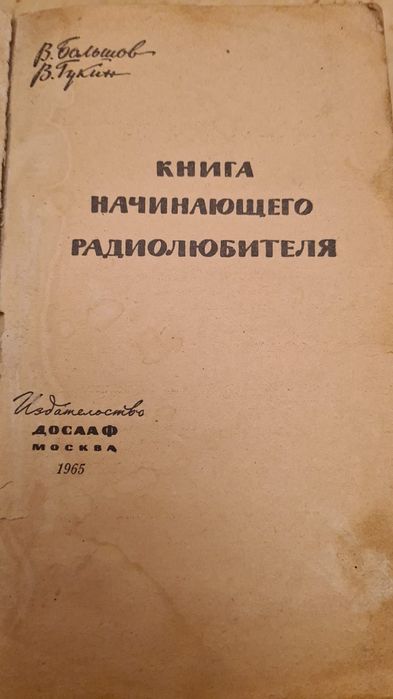 В. Большов
В. Гукин
КНИГА
НАЧИНАЮЩЕГО
РАДИОЛЮБИТЕЛЯ
Издательство
ДОСААФ
МОСКВА
1965